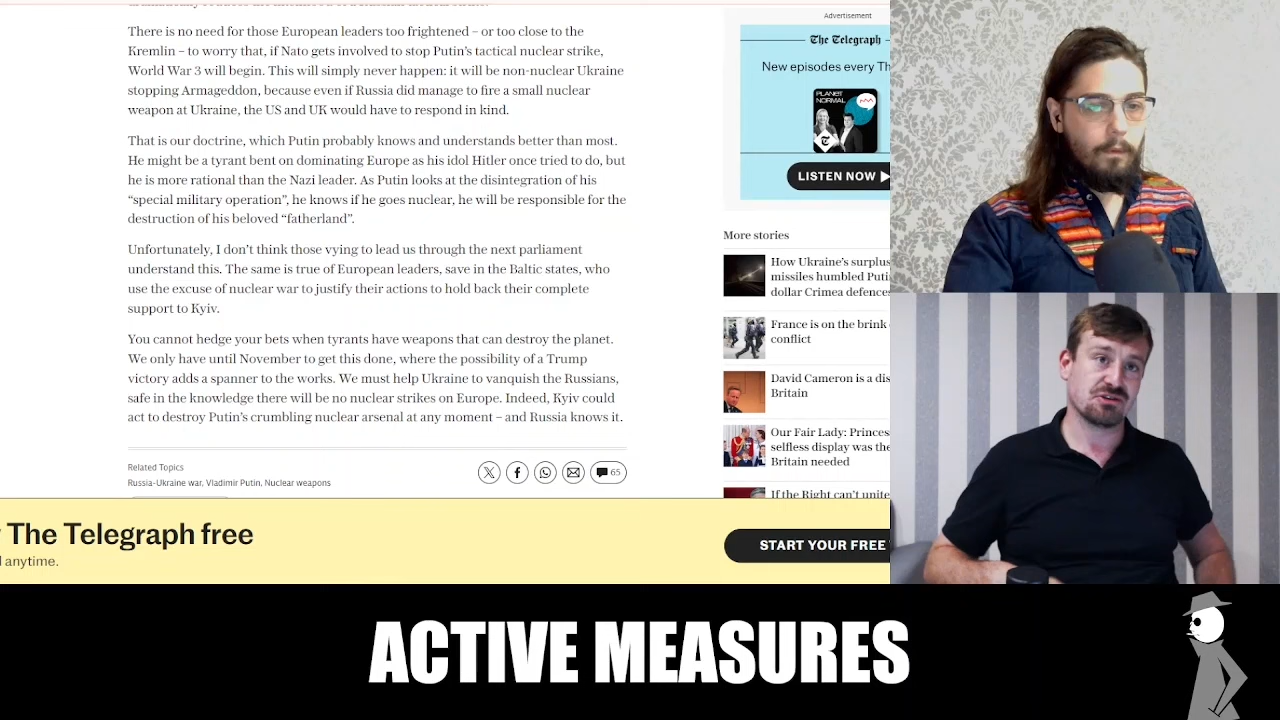 There is no need for those European leaders too frightened – or too close to the
Kremlin – to worry that, if Nato gets involved to stop Putin's tactical nuclear strike,
World War 3 will begin. This will simply never happen: it will be non-nuclear Ukraine
stopping Armageddon, because even if Russia did manage to fire a small nuclear
weapon at Ukraine, the US and UK would have to respond in kind.
That is our doctrine, which Putin probably knows and understands better than most.
He might be a tyrant bent on dominating Europe as his idol Hitler once tried to do, but
he is more rational than the Nazi leader. As Putin looks at the disintegration of his
“special military operation”, he knows if he goes nuclear, he will be responsible for the
destruction of his beloved “fatherland”.
Unfortunately, I don't think those vying to lead us through the next parliament
understand this. The same is true of European leaders, save in the Baltic states, who
use the excuse of nuclear war to justify their actions to hold back their complete
support to Kyiv.
You cannot hedge your bets when tyrants have weapons that can destroy the planet.
We only have until November to get this done, where the possibility of a Trump
victory adds a spanner to the works. We must help Ukraine to vanquish the Russians,
safe in the knowledge there will be no nuclear strikes on Europe. Indeed, Kyiv could
act to destroy Putin's crumbling nuclear arsenal at any moment – and Russia knows it.
Related Topics
Russia-Ukraine war, Vladimir Putin, Nuclear weapons
65
Advertisement
The Telegraph
New episodes every Th
PLANET
NORMAL
LISTEN NOW
More stories
How Ukraine's surplus
missiles humbled Puti
dollar Crimea defences
France is on the brink
conflict
David Cameron is a dis
Britain
Our Fair Lady: Princes
selfless display was the
Britain needed
If the Right can't unite
The Telegraph free
anytime.
START YOUR FREE
ACTIVE MEASURES